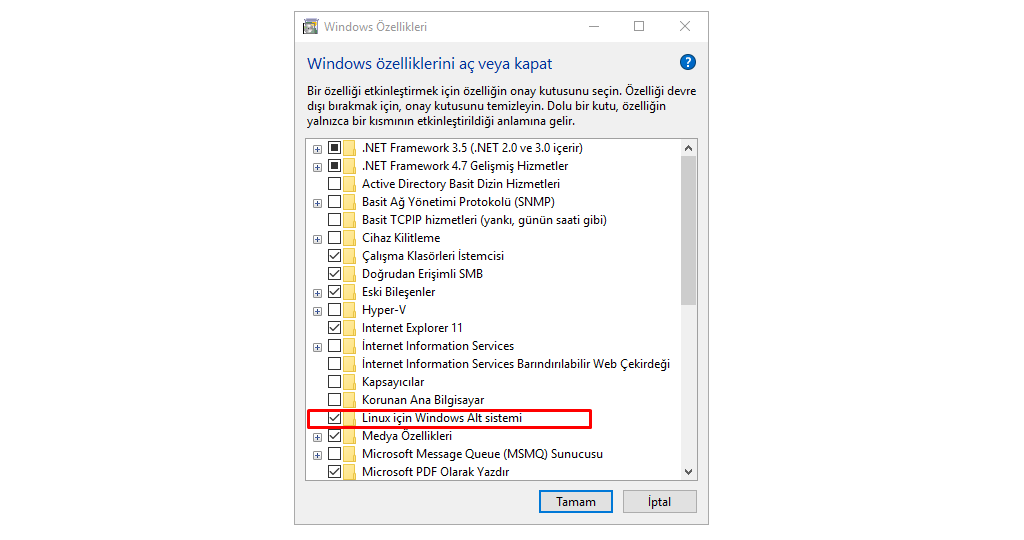 Windows Özellikleri
Windows özelliklerini aç veya kapat
Bir özelliği etkinleştirmek için özelliğin onay kutusunu seçin. Özelliği devre
dışı bırakmak için, onay kutusunu temizleyin. Dolu bir kutu, özelliğin
yalnızca bir kısmının etkinleştirildiği anlamına gelir.
.NET Framework 3.5 (.NET 2.0 ve 3.0 içerir)
.NET Framework 4.7 Gelişmiş Hizmetler
Active Directory Basit Dizin Hizmetleri
Basit Ağ Yönetimi Protokolü (SNMP)
Basit TCPIP hizmetleri (yankı, günün saati gibi)
Cihaz Kilitleme
Çalışma Klasörleri İstemcisi
Doğrudan Erişimli SMB
Eski Bileşenler
Hyper-V
Internet Explorer 11
İnternet Information Services
İnternet Information Services Barındırılabilir Web Çekirdeği
Kapsayıcılar
Korunan Ana Bilgisayar
Linux için Windows Alt sistemi
Medya Özellikleri
Microsoft Message Queue (MSMQ) Sunucusu
Microsoft PDF Olarak Yazdır
Tamam
İptal